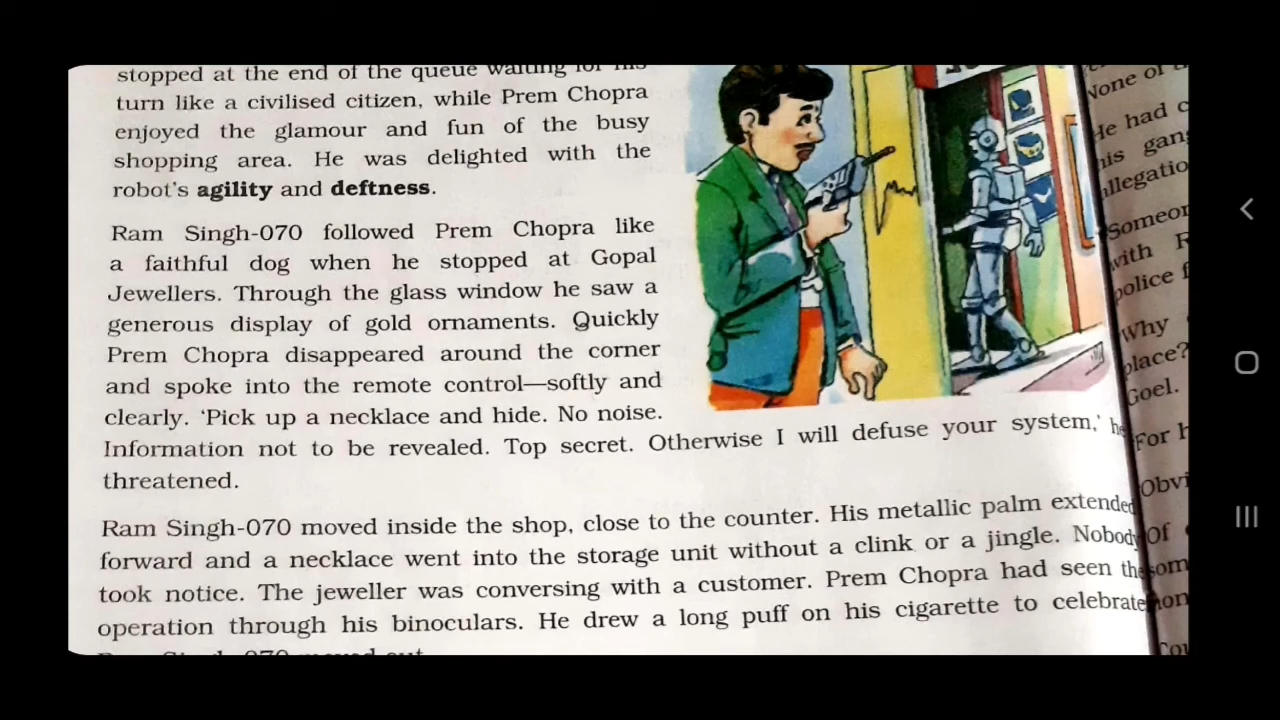 stopped at the end of the queue waiting for his
turn like a civilised citizen, while Prem Chopra
enjoyed the glamour and fun of the busy
shopping area. He was delighted with the
robot's agility and deftness.
Ram Singh-070 followed Prem Chopra like
a faithful dog when he stopped at Gopal
Jewellers. Through the glass window he saw a
generous display of gold ornaments. Quickly
Prem Chopra disappeared around the corner
and spoke into the remote control—softly and
clearly. 'Pick up a necklace and hide. No noise.
Information not to be revealed. Top secret. Otherwise I will defuse your system,' he
threatened.
Ram Singh-070 moved inside the shop, close to the counter. His metallic palm extended
forward and a necklace went into the storage unit without a clink or a jingle. Nobody
took notice. The jeweller was conversing with a customer. Prem Chopra had seen the
operation through his binoculars. He drew a long puff on his cigarette to celebrate
Ram Singh-070 moved out
None of
He had
his gang
Someon
with R
police
Why
place?
Goel.
For
Obvi
Of
som